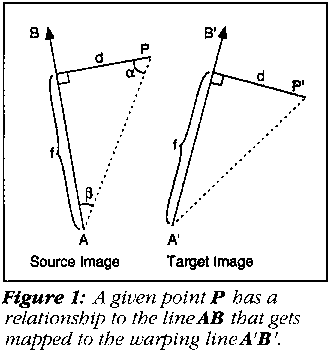 B
d
P
α
f
β
A
Source Image
B'
d
P'
f
A'
Target Image
Figure 1: A given point P has a
relationship to the line AB that gets
mapped to the warping line A'B'.